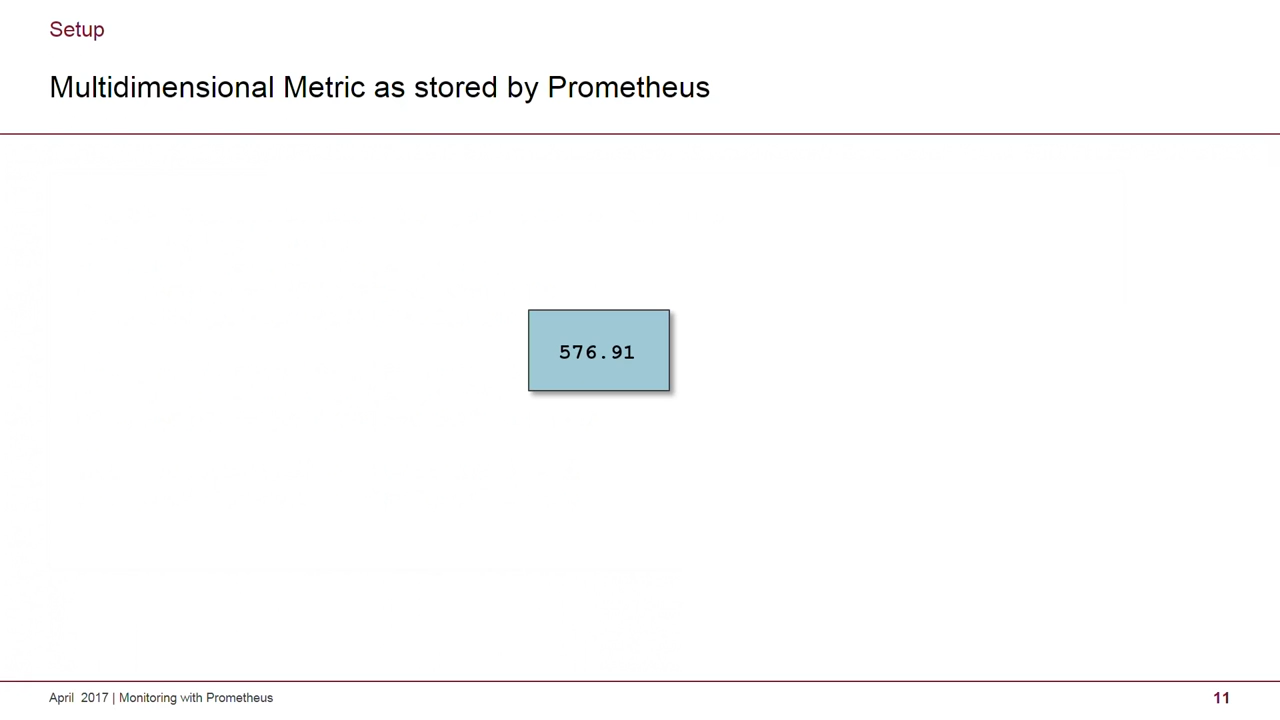 Setup
Multidimensional Metric as stored by Prometheus
576.91
April 2017 | Monitoring with Prometheus
11